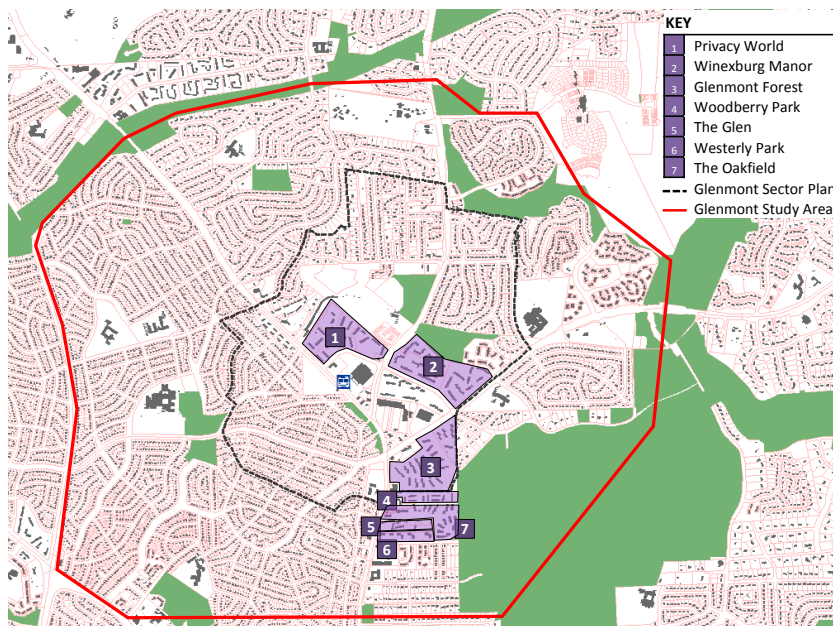 KEY
1 Privacy World
2 Winexburg Manor
3 Glenmont Forest
4 Woodberry Park
5 The Glen
6 Westerly Park
7 The Oakfield
Glenmont Sector Plan
Glenmont Study Area
1
2
3
4
5
7
6